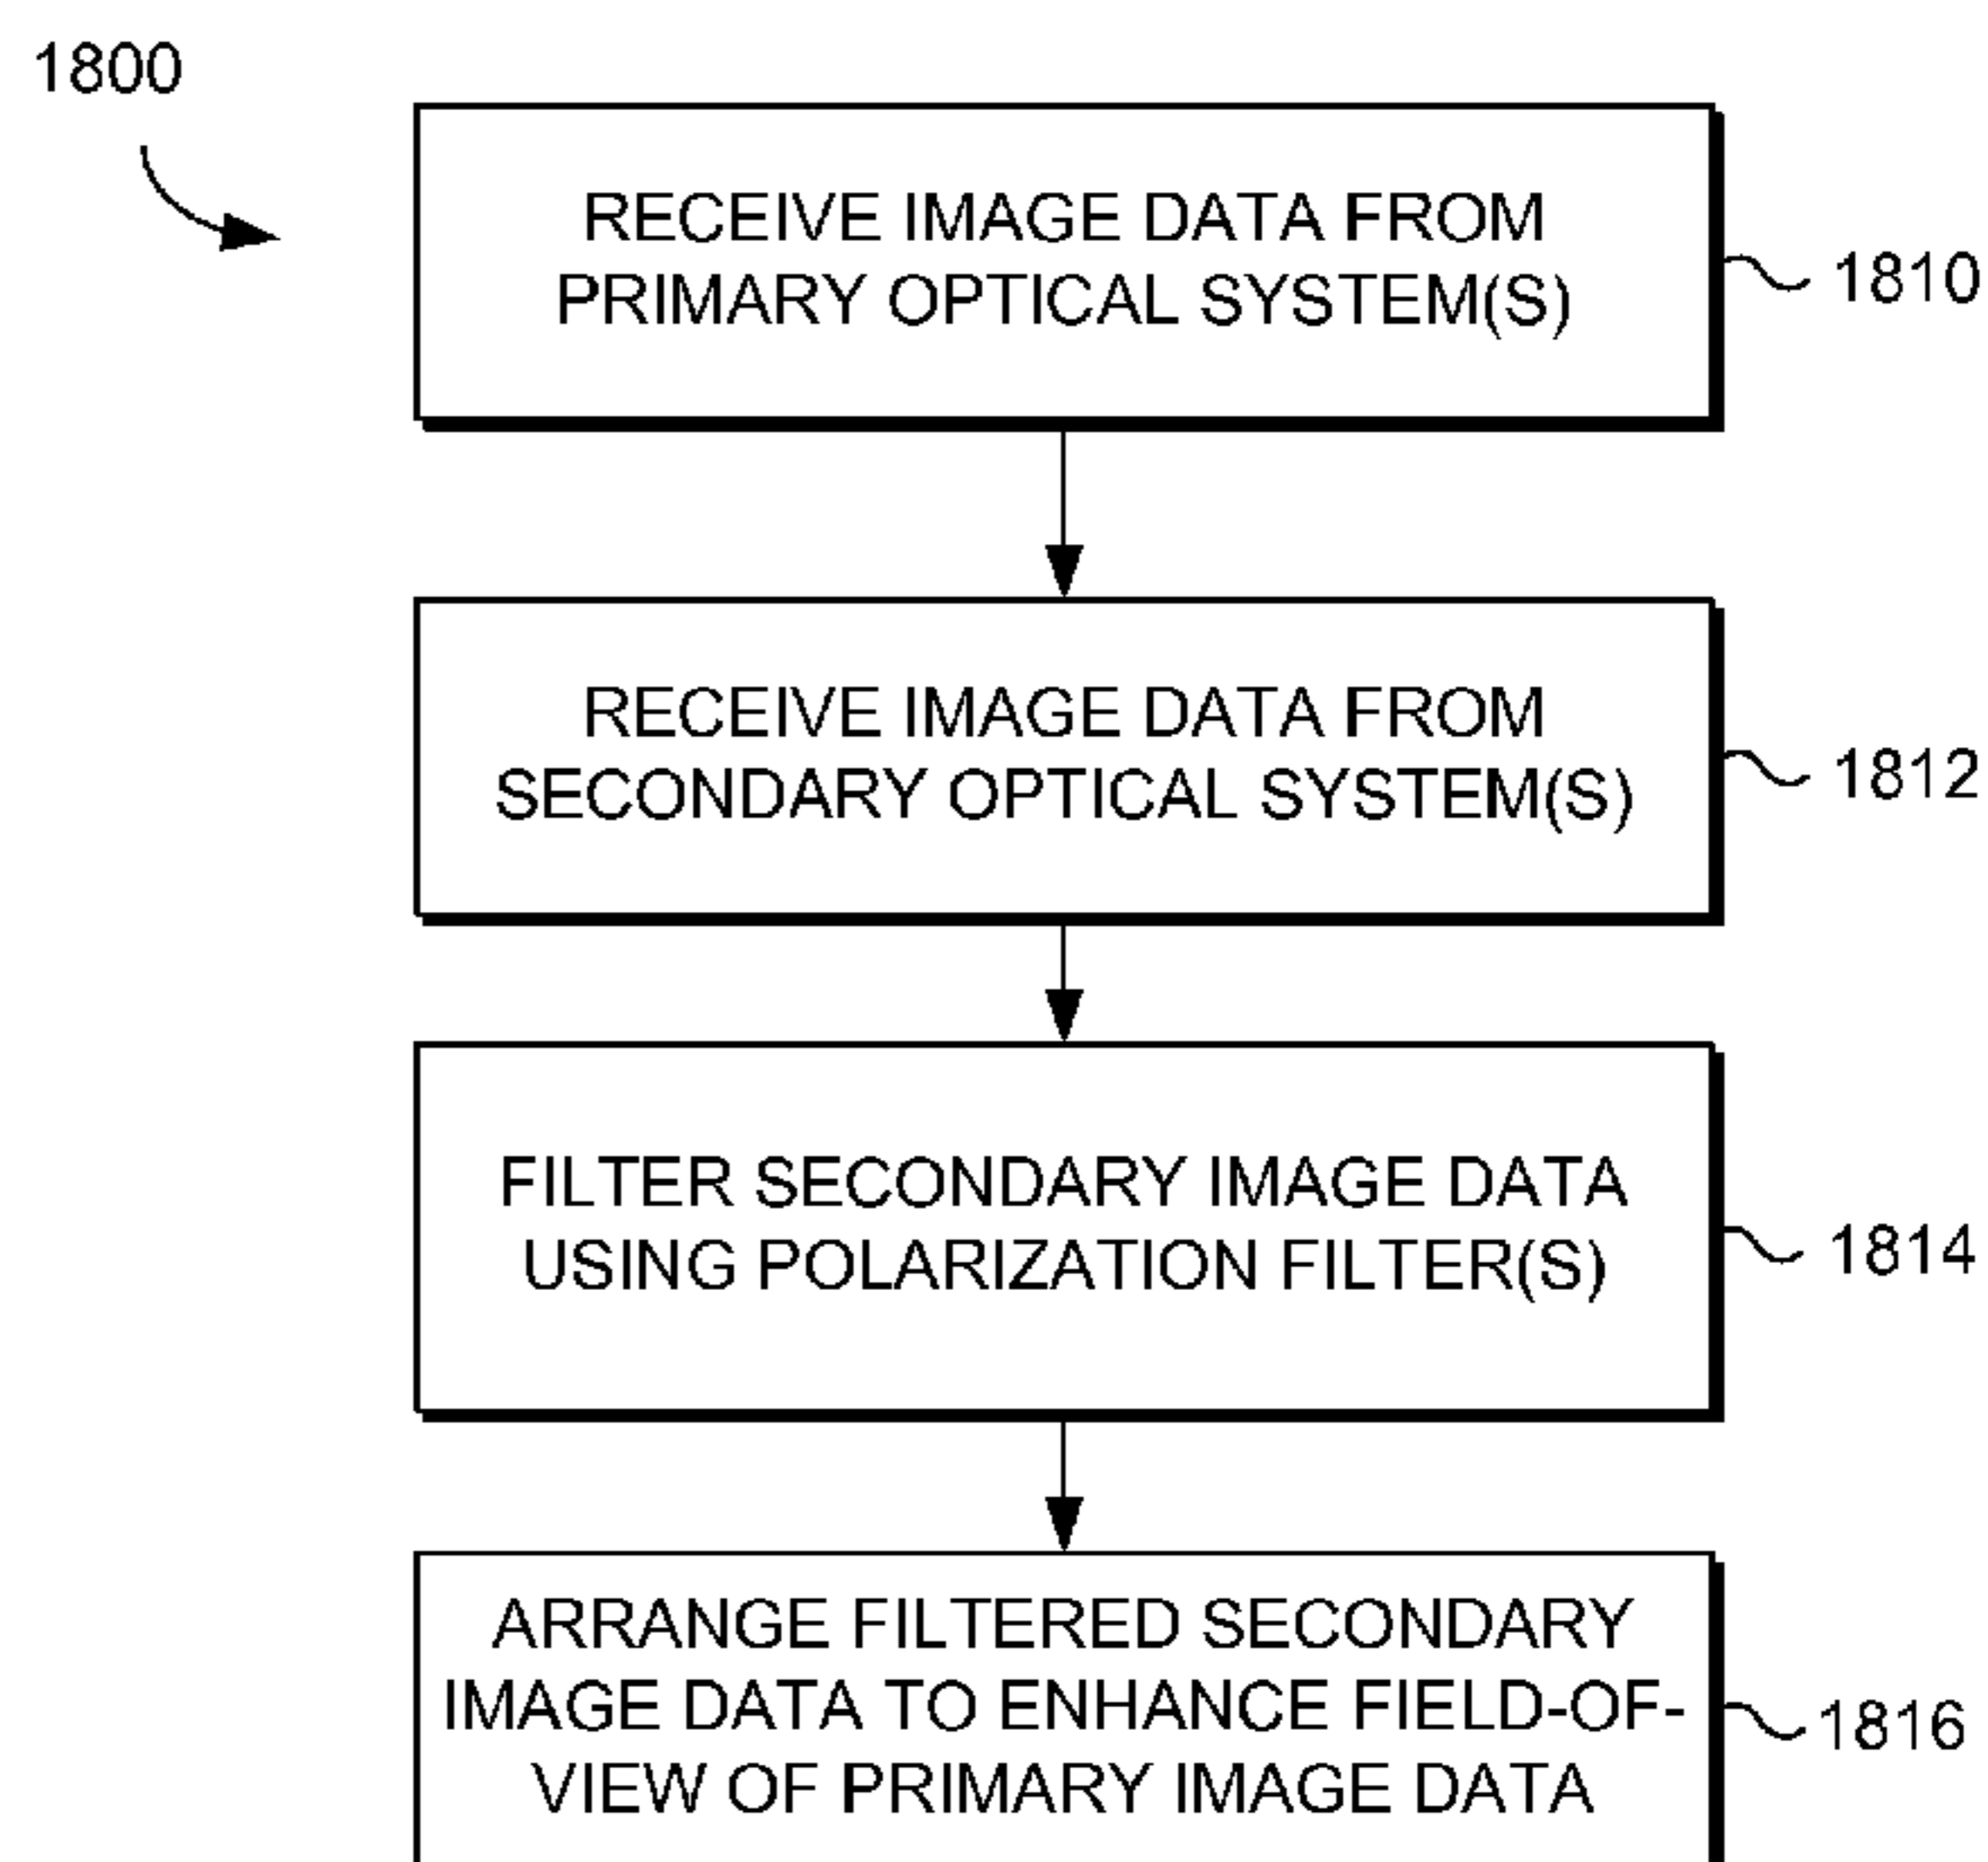 1800
RECEIVE IMAGE DATA FROM
PRIMARY OPTICAL SYSTEM(S)
1810
RECEIVE IMAGE DATA FROM
SECONDARY OPTICAL SYSTEM(S)
1812
FILTER SECONDARY IMAGE DATA
USING POLARIZATION FILTER(S)
1814
ARRANGE FILTERED SECONDARY
IMAGE DATA TO ENHANCE FIELD-OF-
VIEW OF PRIMARY IMAGE DATA
1816